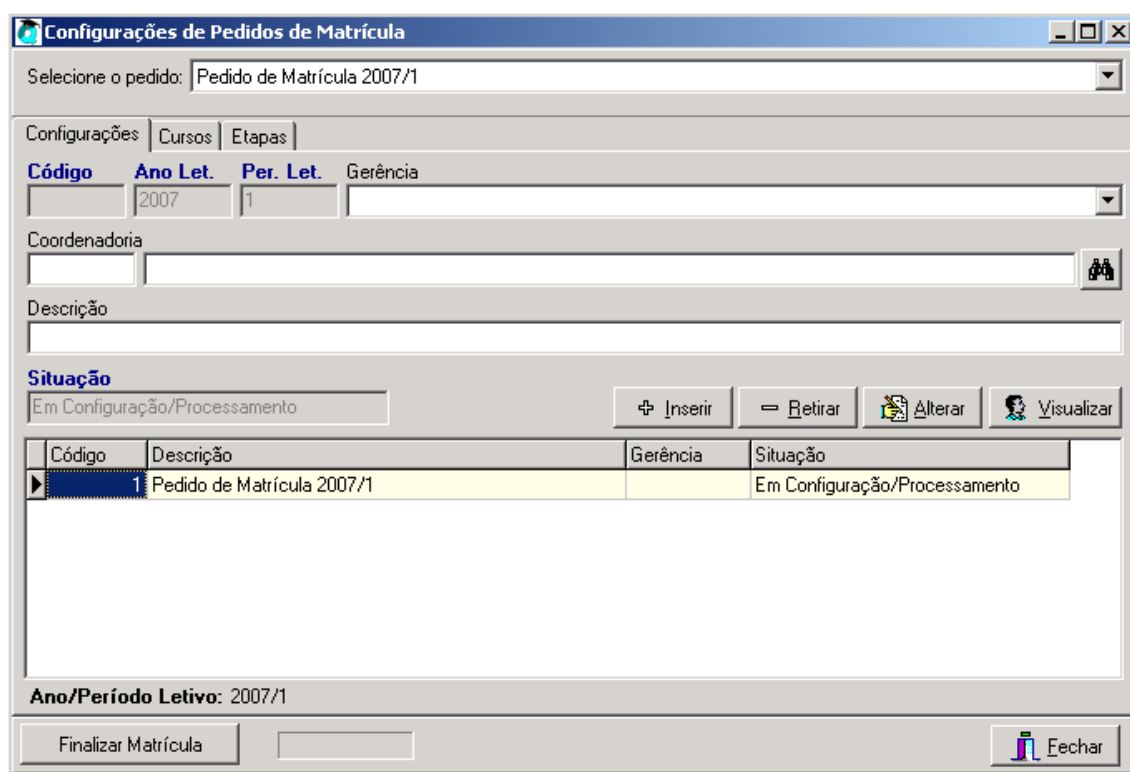 Configurações de Pedidos de Matrícula
Selecione o pedido: Pedido de Matrícula 2007/1
Configurações Cursos Etapas
Código Ano Let. Per. Let. Gerência
2007 1
Coordenadoria
Descrição
Situação
Em Configuração/Processamento Inserir Retirar Alterar Visualizar
Código Descrição Gerência Situação
1 Pedido de Matrícula 2007/1 Em Configuração/Processamento
Ano/Período Letivo: 2007/1
Finalizar Matrícula Fechar